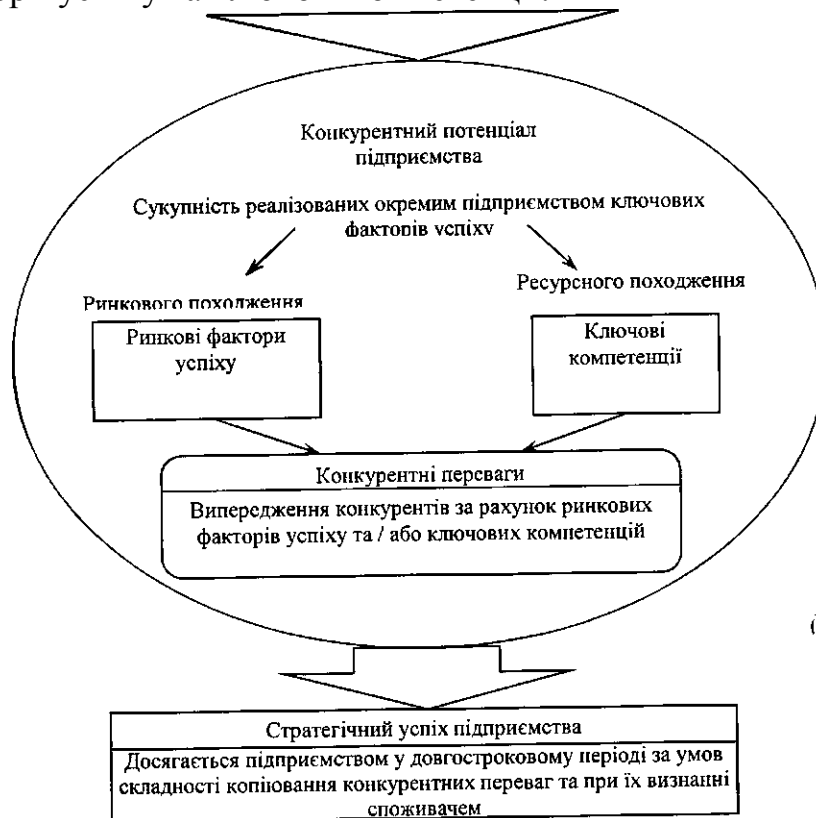 Конкурентний потенціал
підприємства
Сукупність реалізованих окремим підприємством ключових
факторів успіху
Ринкового походження
Ресурсного походження
Ринкові фактори
успіху
Ключові
компетенції
Конкурентні переваги
Випередження конкурентів за рахунок ринкових
факторів успіху та / або ключових компетенцій
Стратегічний успіх підприємства
Досягається підприємством у довгостроковому періоді за умов
складності копіювання конкурентних переваг та при їх визнанні
споживачем